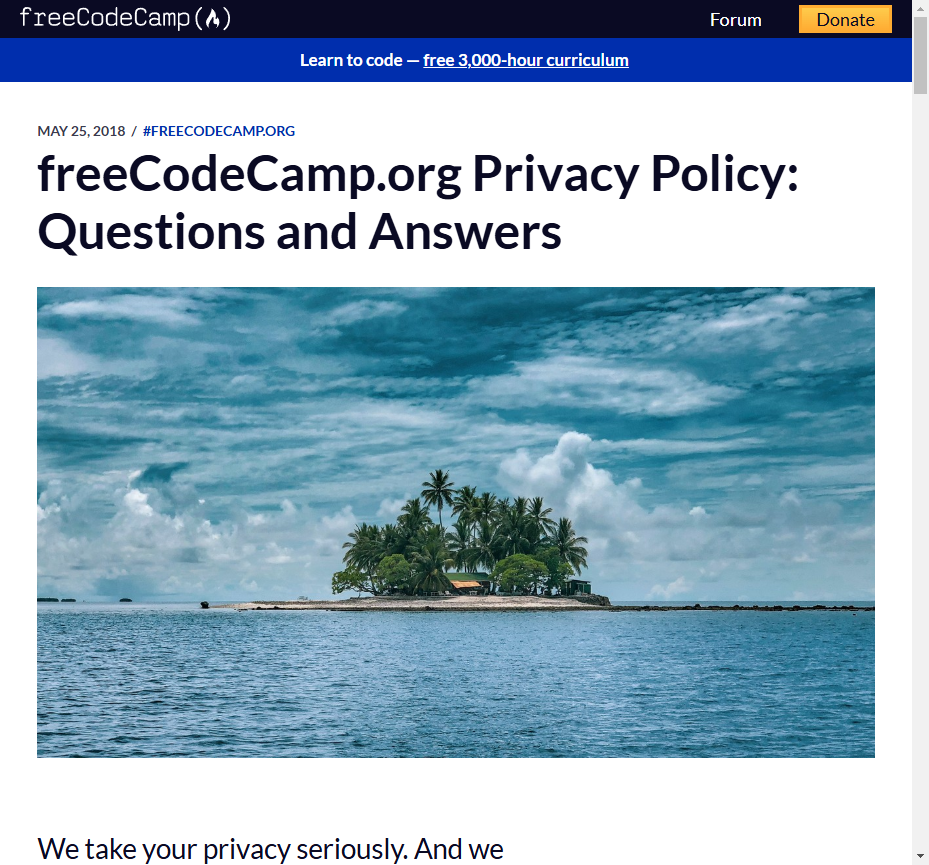 freeCodeCamp(🔥)
Forum
Donate
Learn to code — free 3,000-hour curriculum
MAY 25, 2018 / #FREECODECAMP.ORG
freeCodeCamp.org Privacy Policy:
Questions and Answers
We take your privacy seriously. And we